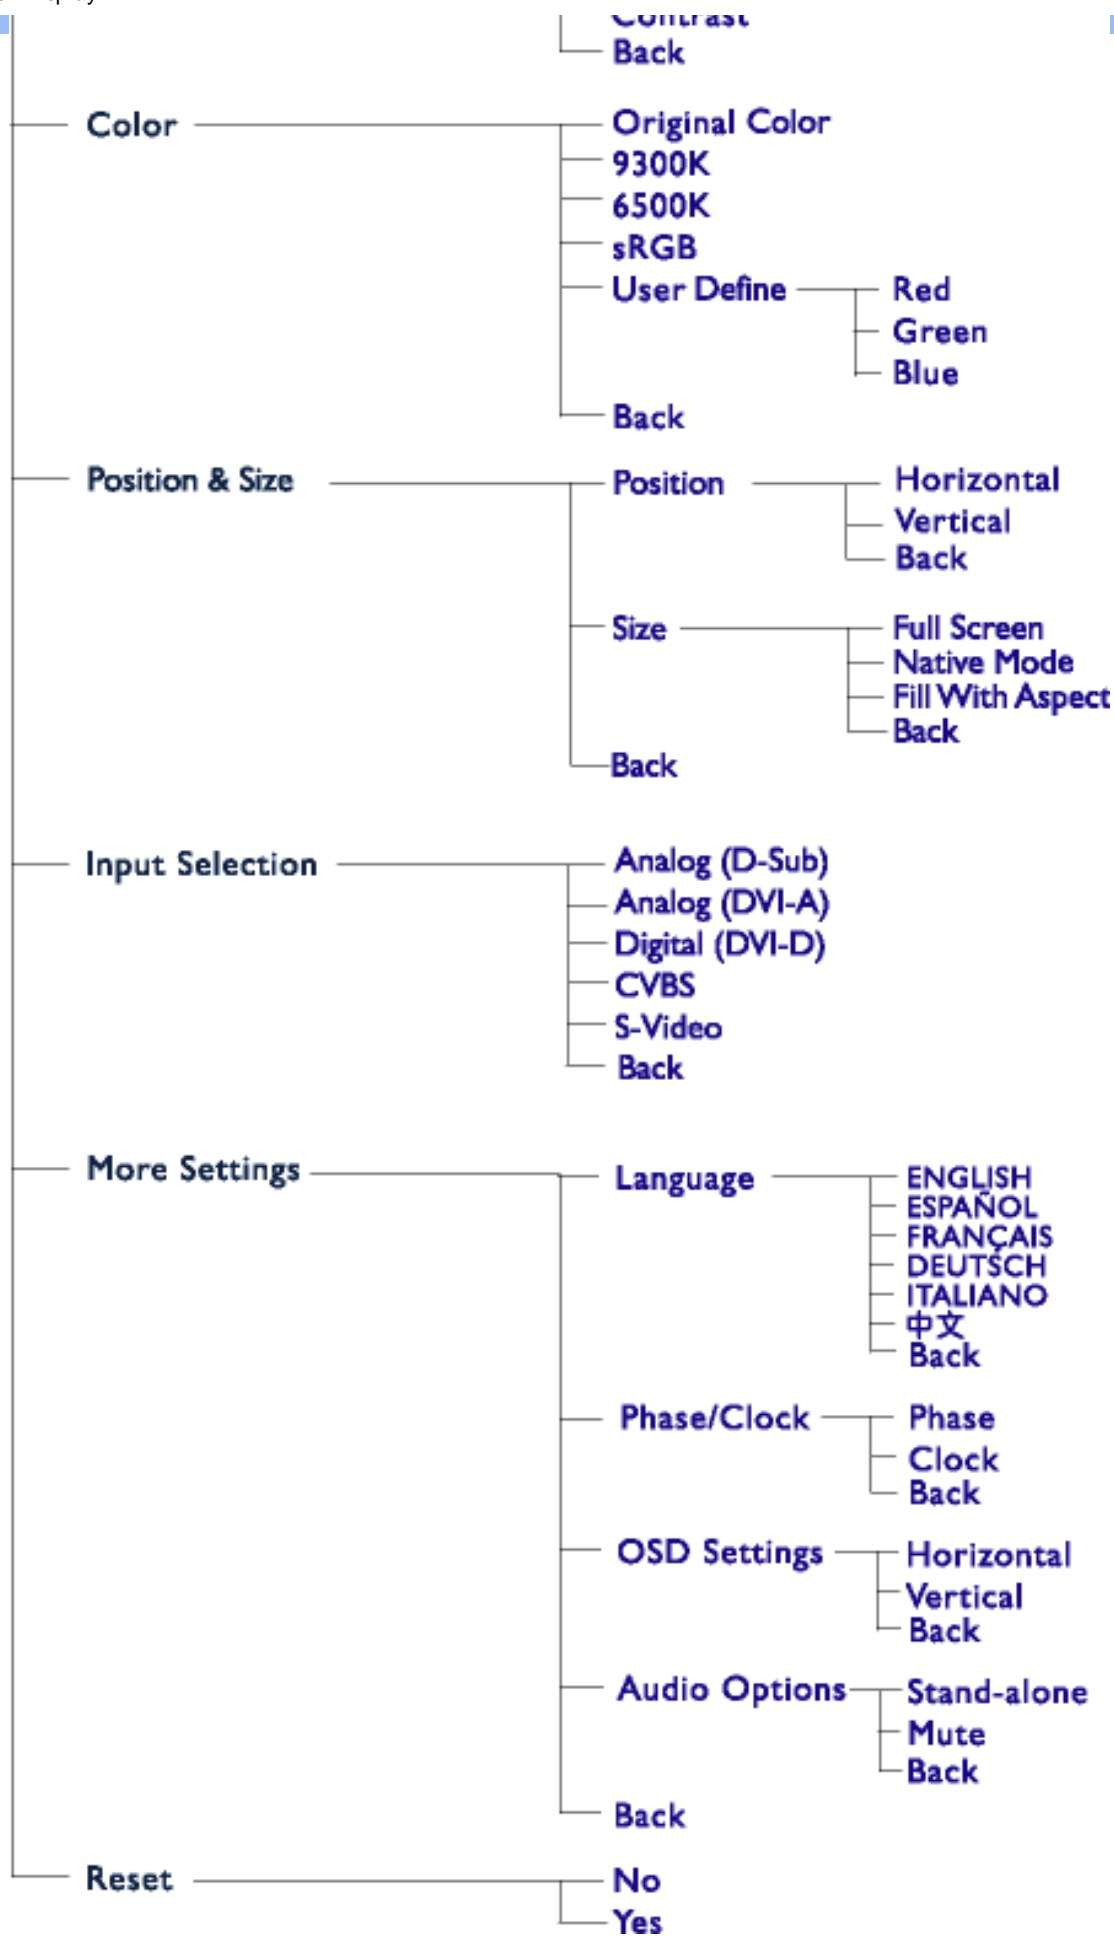 Contrast
Back
Color
Original Color
9300K
6500K
sRGB
User Define
Red
Green
Blue
Back
Position & Size
Position
Horizontal
Vertical
Back
Size
Full Screen
Native Mode
Fill With Aspect
Back
Back
Input Selection
Analog (D-Sub)
Analog (DVI-A)
Digital (DVI-D)
CVBS
S-Video
Back
More Settings
Language
ENGLISH
ESPAÑOL
FRANÇAIS
DEUTSCH
ITALIANO
中文
Back
Phase/Clock
Phase
Clock
Back
OSD Settings
Horizontal
Vertical
Back
Audio Options
Stand-alone
Mute
Back
Back
Reset
No
Yes